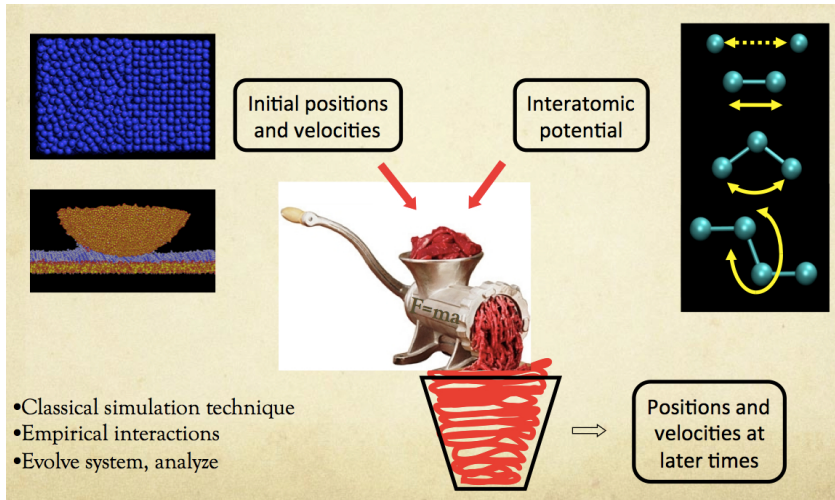 Initial positions
and velocities
Interatomic
potential
F=ma
•Classical simulation technique
•Empirical interactions
•Evolve system, analyze
Positions and
velocities at
later times